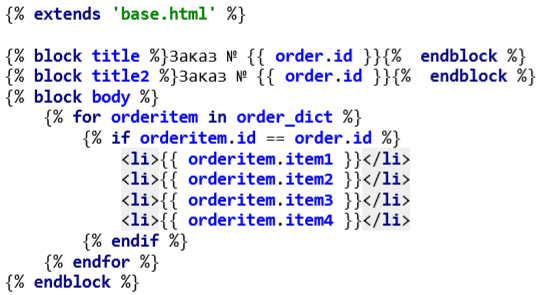 {% extends 'base.html' %}
{% block title %}Заказ № {{ order.id }}{%  endblock %}
{% block title2 %}Заказ № {{ order.id }}{%  endblock %}
{% block body %}
    {% for orderitem in order_dict %}
        {% if orderitem.id == order.id %}
            <li>{{ orderitem.item1 }}</li>
            <li>{{ orderitem.item2 }}</li>
            <li>{{ orderitem.item3 }}</li>
            <li>{{ orderitem.item4 }}</li>
        {% endif %}
    {% endfor %}
{% endblock %}